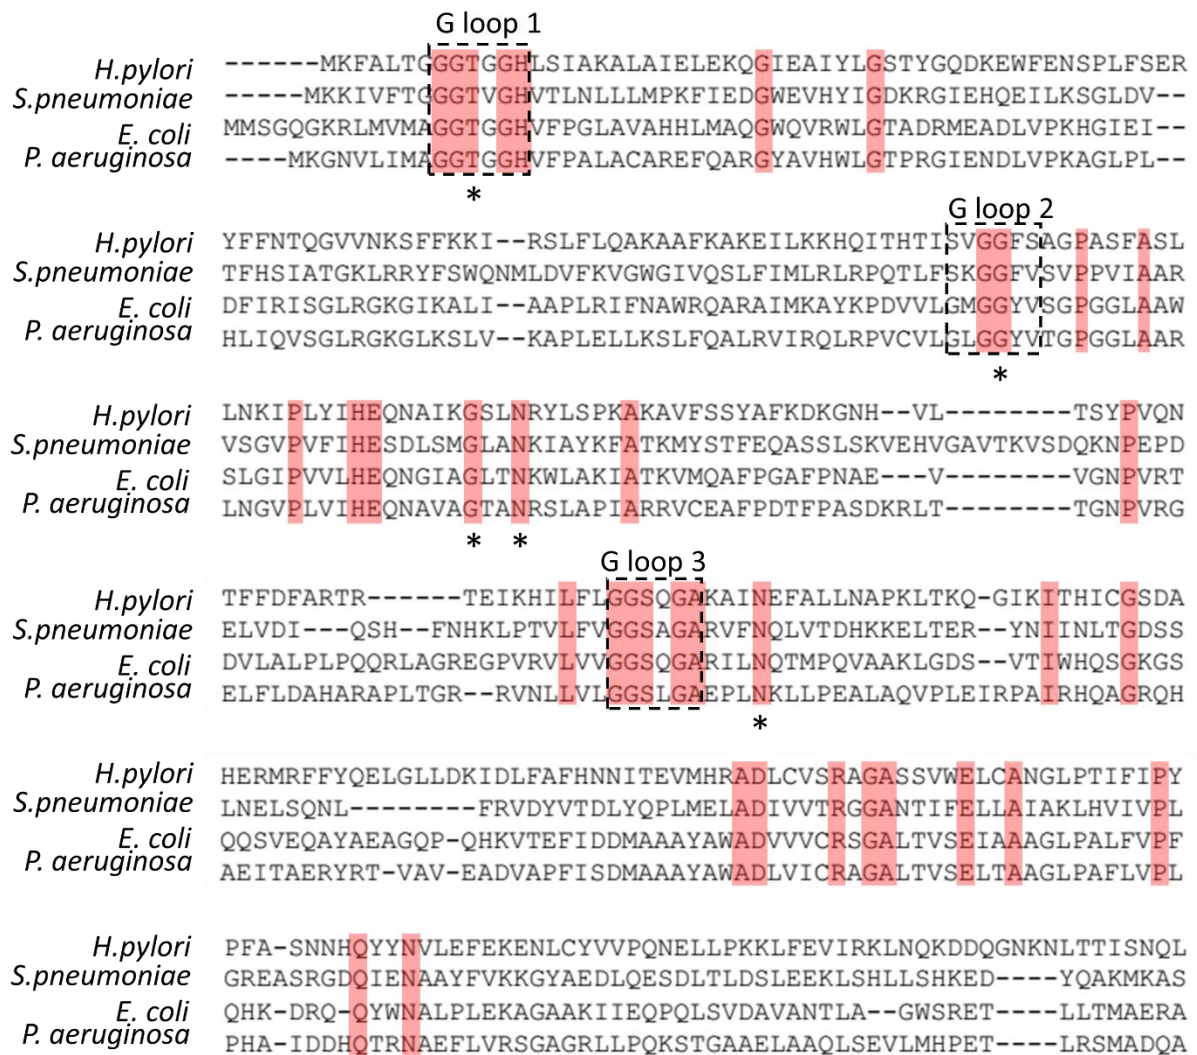 G loop 1
H.pylori ------MKFALTGGGTGGHLSIAKALAIELEKQGIEAIYLGSTYGQDKEWFENSPLFSER
S.pneumoniae -----MKKIVFTGGGTVGHVTLNLLLMPKFIEDGWEVHYIGDKRGIEHQEILKSGLDV--
E. coli MMSGQGKRLMVMAGGTGGHVFPGLAVAHHLMAQGWQVRWLGTADRMEADLVPKHGIEI--
P. aeruginosa ----MKGNVLIMAGGTGGHVFPALACAREFQARGYAVHWLGTPRGIENDLVPKAGLPL--
*
G loop 2
H.pylori YFFNTQGVVNKSFFKKI--RSLFLQAKAAFKAKEILKKHQITHTISVGGFSAGPASFASL
S.pneumoniae TFHSIATGKLRRYFSWQNMLDVFKVGWGIVQSLFIMLRLRPQTLFSKGGFVSVPPVIAAR
E. coli DFIRISGLRGKGIKALI--AAPLRIFNAWRQARAIMKAYKPDVVLGMGGYVSGPGGLAAW
P. aeruginosa HLIQVSGLRGKGLKSLV--KAPLELLKSLFQALRVIRQLRPVCVLGLGGYVTGPGGLAAR
*
H.pylori LNKIPLYIHEQNAIKGSLNRYLSPKAKAVFSSYAFKDKGNH--VL--------TSYPVQN
S.pneumoniae VSGVPVFIHESDLSMGLANKIAYKFATKMYSTFEQASSLSKVEHVGAVTKVSDQKNPEPD
E. coli SLGIPVVLHEQNGIAGLTNKWLAKIATKVMQAFPGAFPNAE---V--------VGNPVRT
P. aeruginosa LNGVPLVIHEQNAVAGTANRSLAPIARRVCEAFPDTFPASDKRLT--------TGNPVRG
* *
G loop 3
H.pylori TFFDFARTR------TEIKHILFLGGSQGAKAINEFALLNAPKLTKQ-GIKITHICGSDA
S.pneumoniae ELVDI---QSH--FNHKLPTVLFVGGSAGARVFNQLVTDHKKELTER--YNIINLTGDSS
E. coli DVLALPLPQQRLAGREGPVRVLVVGGSQGARILNQTMPQVAAKLGDS--VTIWHQSGKGS
P. aeruginosa ELFLDAHARAPLTGR--RVNLLVLGGSLGAEPLNKLLPEALAQVPLEIRPAIRHQAGRQH
*
H.pylori HERMRFFYQELGLLDKIDLFAFHNNITEVMHRADLCVSRAGASSVWELCANGLPTIFIPY
S.pneumoniae LNELSQNL--------FRVDYVTDLYQPLMELADIVVTRGGANTIFELLAIAKLHVIVPL
E. coli QQSVEQAYAEAGQP-QHKVTEFIDDMAAAYAWADVVVCRSGALTVSEIAAAGLPALFVPF
P. aeruginosa AEITAERYRT-VAV-EADVAPFISDMAAAYAWADLVICRAGALTVSELTAAGLPAFLVPL
H.pylori PFA-SNNHQYYNVLEFEKENLCYVVPQNELLPKKLFEVIRKLNQKDDQGNKNLTTISNQL
S.pneumoniae GREASRGDQIENAAYFVKKGYAEDLQESDLTLDSLEEKLSHLLSHKED----YQAKMKAS
E. coli QHK-DRQ-QYWNALPLEKAGAAKIIEQPQLSVDAVANTLA--GWSRET----LLTMAERA
P. aeruginosa PHA-IDDHQTRNAEFLVRSGAGRLLPQKSTGAAELAAQLSEVLMHPET----LRSMADQA